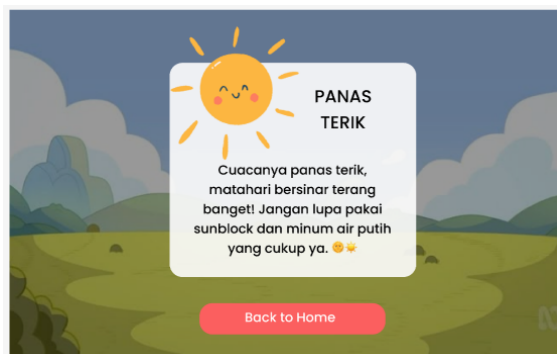 PANAS
TERIK
Cuacanya panas terik,
matahari bersinar terang
banget! Jangan lupa pakai
sunblock dan minum air putih
yang cukup ya. 🌞☀️
Back to Home